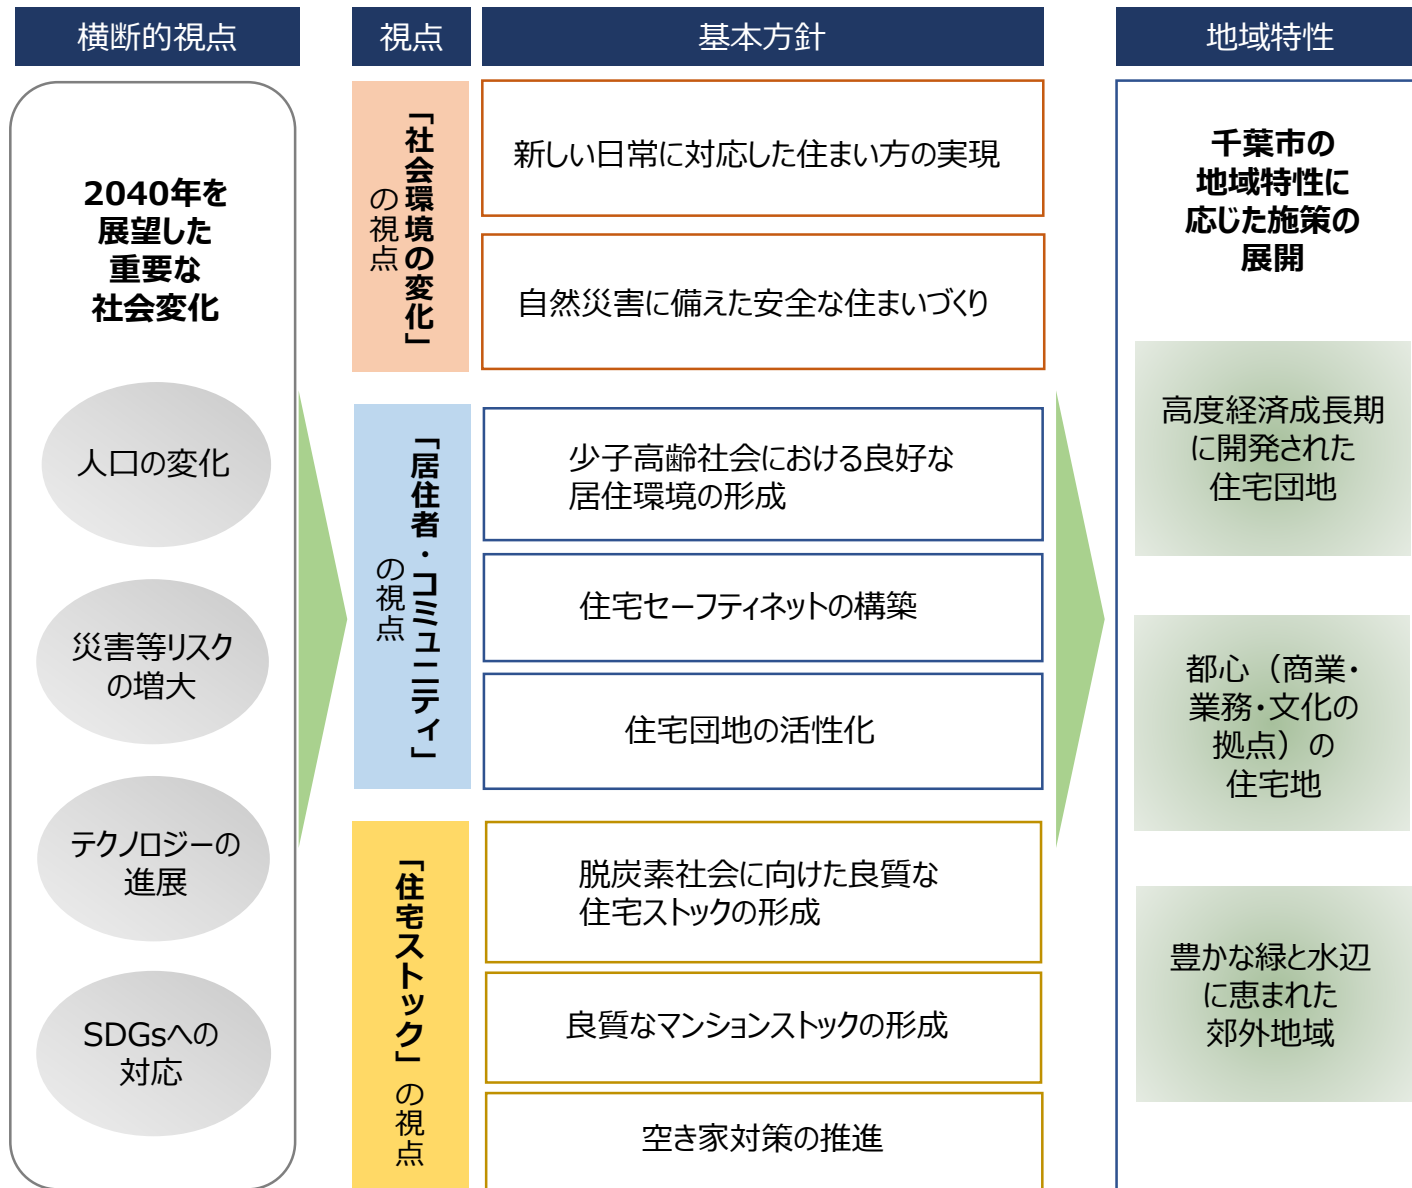 横断的視点
2040年を
展望した
重要な
社会変化
人口の変化
災害等リスク
の増大
テクノロジーの
進展
SDGsへの
対応
視点
基本方針
「社会環境の変化」
の視点
新しい日常に対応した住まい方の実現
自然災害に備えた安全な住まいづくり
「居住者・コミュニティ」
の視点
少子高齢社会における良好な
居住環境の形成
住宅セーフティネットの構築
住宅団地の活性化
「住宅ストック」の視点
脱炭素社会に向けた良質な
住宅ストックの形成
良質なマンションストックの形成
空き家対策の推進
地域特性
千葉市の
地域特性に
応じた施策の
展開
高度経済成長期
に開発された
住宅団地
都心（商業・
業務・文化の
拠点）の
住宅地
豊かな緑と水辺
に恵まれた
郊外地域